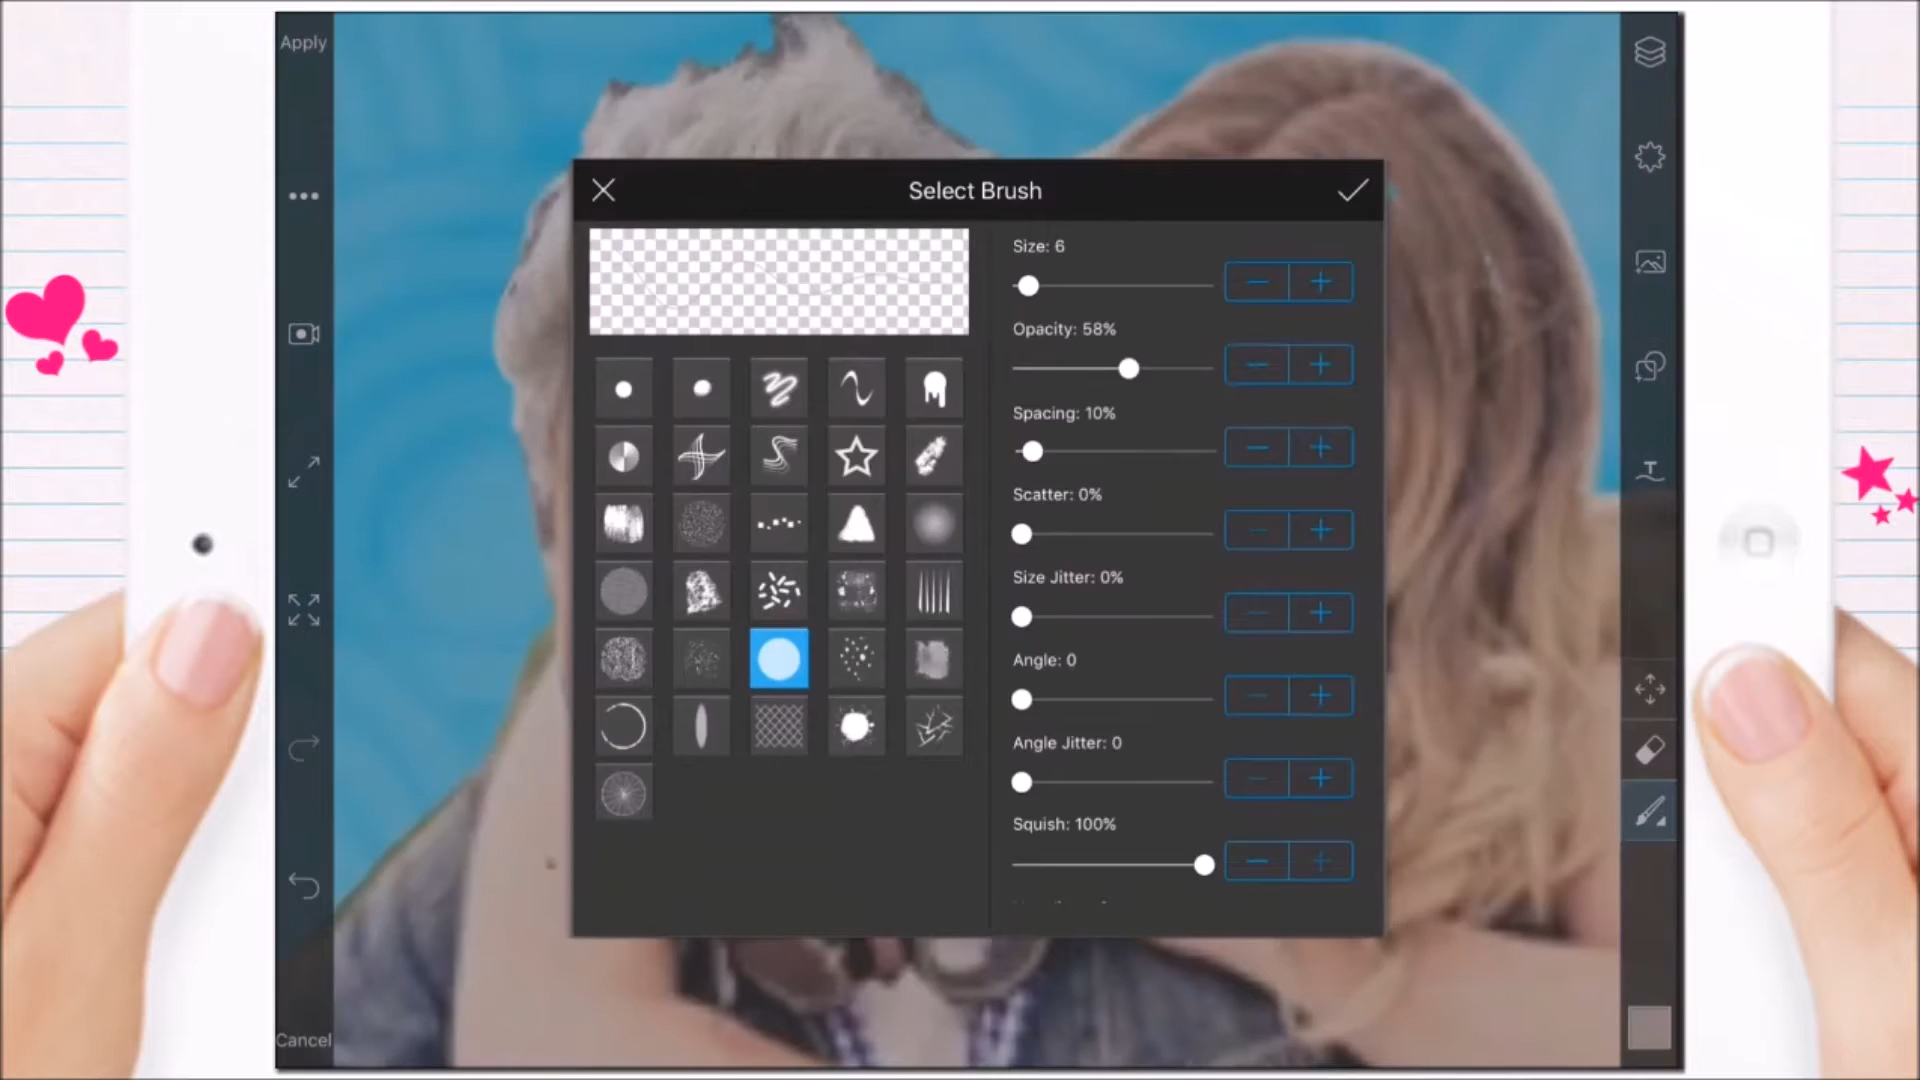 Apply
Select Brush
Size: 6
Opacity: 58%
Spacing: 10%
Scatter: 0%
Size Jitter: 0%
Angle: 0
Angle Jitter: 0
Squish: 100%
Cancel